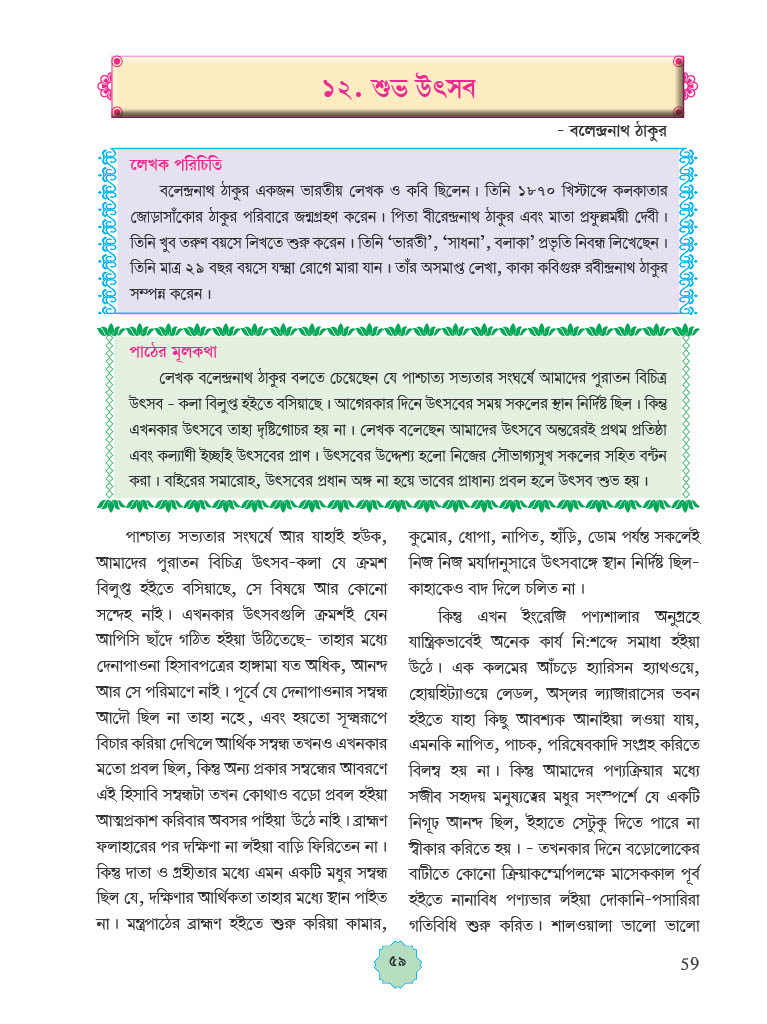 ১২. শুভ উৎসব
- বলেন্দ্রনাথ ঠাকুর
লেখক পরিচিতি
বলেন্দ্রনাথ ঠাকুর একজন ভারতীয় লেখক ও কবি ছিলেন। তিনি ১৮৭০ খিস্টাব্দে কলকাতার
জোড়াসাঁকোর ঠাকুর পরিবারে জন্মগ্রহণ করেন। পিতা বীরেন্দ্রনাথ ঠাকুর এবং মাতা প্রফুল্লময়ী দেবী।
তিনি খুব তরুণ বয়সে লিখতে শুরু করেন। তিনি ‘ভারতী’, ‘সাধনা’, বলাকা’ প্রভৃতি নিবন্ধ লিখেছেন।
তিনি মাত্র ২৯ বছর বয়সে যক্ষ্মা রোগে মারা যান। তাঁর অসমাপ্ত লেখা, কাকা কবিগুরু রবীন্দ্রনাথ ঠাকুর
সম্পন্ন করেন।
পাঠের মূলকথা
লেখক বলেন্দ্রনাথ ঠাকুর বলতে চেয়েছেন যে পাশ্চাত্য সভ্যতার সংঘর্ষে আমাদের পুরাতন বিচিত্র
উৎসব - কলা বিলুপ্ত হইতে বসিয়াছে। আগেরকার দিনে উৎসবের সময় সকলের স্থান নির্দিষ্ট ছিল। কিন্তু
এখনকার উৎসবে তাহা দৃষ্টিগোচর হয় না। লেখক বলেছেন আমাদের উৎসবে অন্তরেরই প্রথম প্রতিষ্ঠা
এবং কল্যাণী ইচ্ছাই উৎসবের প্রাণ। উৎসবের উদ্দেশ্য হলো নিজের সৌভাগ্যসুখ সকলের সহিত বন্টন
করা। বাইরের সমারোহ, উৎসবের প্রধান অঙ্গ না হয়ে ভাবের প্রাধান্য প্রবল হলে উৎসব শুভ হয়।
পাশ্চাত্য সভ্যতার সংঘর্ষে আর যাহাই হউক,
আমাদের পুরাতন বিচিত্র উৎসব-কলা যে ক্রমশ
বিলুপ্ত হইতে বসিয়াছে, সে বিষয়ে আর কোনো
সন্দেহ নাই। এখনকার উৎসবগুলি ক্রমশই যেন
আপিসি ছাঁদে গঠিত হইয়া উঠিতেছে- তাহার মধ্যে
দেনাপাওনা হিসাবপত্রের হাঙ্গামা যত অধিক, আনন্দ
আর সে পরিমাণে নাই। পূর্বে যে দেনাপাওনার সম্বন্ধ
আদৌ ছিল না তাহা নহে, এবং হয়তো সূক্ষ্মরূপে
বিচার করিয়া দেখিলে আর্থিক সম্বন্ধ তখনও এখনকার
মতো প্রবল ছিল, কিন্তু অন্য প্রকার সম্বন্ধের আবরণে
এই হিসাবি সম্বন্ধটা তখন কোথাও বড়ো প্রবল হইয়া
আত্মপ্রকাশ করিবার অবসর পাইয়া উঠে নাই। ব্রাহ্মণ
ফলাহারের পর দক্ষিণা না লইয়া বাড়ি ফিরিতেন না।
কিন্তু দাতা ও গ্রহীতার মধ্যে এমন একটি মধুর সম্বন্ধ
ছিল যে, দক্ষিণার আর্থিকতা তাহার মধ্যে স্থান পাইত
না। মন্ত্রপাঠের ব্রাহ্মণ হইতে শুরু করিয়া কামার,
কুমোর, ধোপা, নাপিত, হাঁড়ি, ডোম পর্যন্ত সকলেই
নিজ নিজ মর্যাদানুসারে উৎসবাঙ্গে স্থান নির্দিষ্ট ছিল-
কাহাকেও বাদ দিলে চলিত না।
কিন্তু এখন ইংরেজি পণ্যশালার অনুগ্রহে
যান্ত্রিকভাবেই অনেক কার্য নি:শব্দে সমাধা হইয়া
উঠে। এক কলমের আঁচড়ে হ্যারিসন হ্যাথওয়ে,
হোয়াইট্যাওয়ে লেডল, অস্‌লর ল্যাজারাসের ভবন
হইতে যাহা কিছু আবশ্যক আনাইয়া লওয়া যায়,
এমনকি নাপিত, পাচক, পরিষেবকাদি সংগ্রহ করিতে
বিলম্ব হয় না। কিন্তু আমাদের পণ্যক্রিয়ার মধ্যে
সজীব সহৃদয় মনুষ্যত্বের মধুর সংস্পর্শে যে একটি
নিগূঢ় আনন্দ ছিল, ইহাতে সেটুকু দিতে পারে না
স্বীকার করিতে হয়। - তখনকার দিনে বড়োলোকের
বাটীতে কোনো ক্রিয়াকর্ম্মোপলক্ষে মাসেককাল পূর্ব
হইতে নানাবিধ পণ্যভার লইয়া দোকানি-পসারিরা
গতিবিধি শুরু করিত। শালওয়ালা ভালো ভালো
৫৯
59